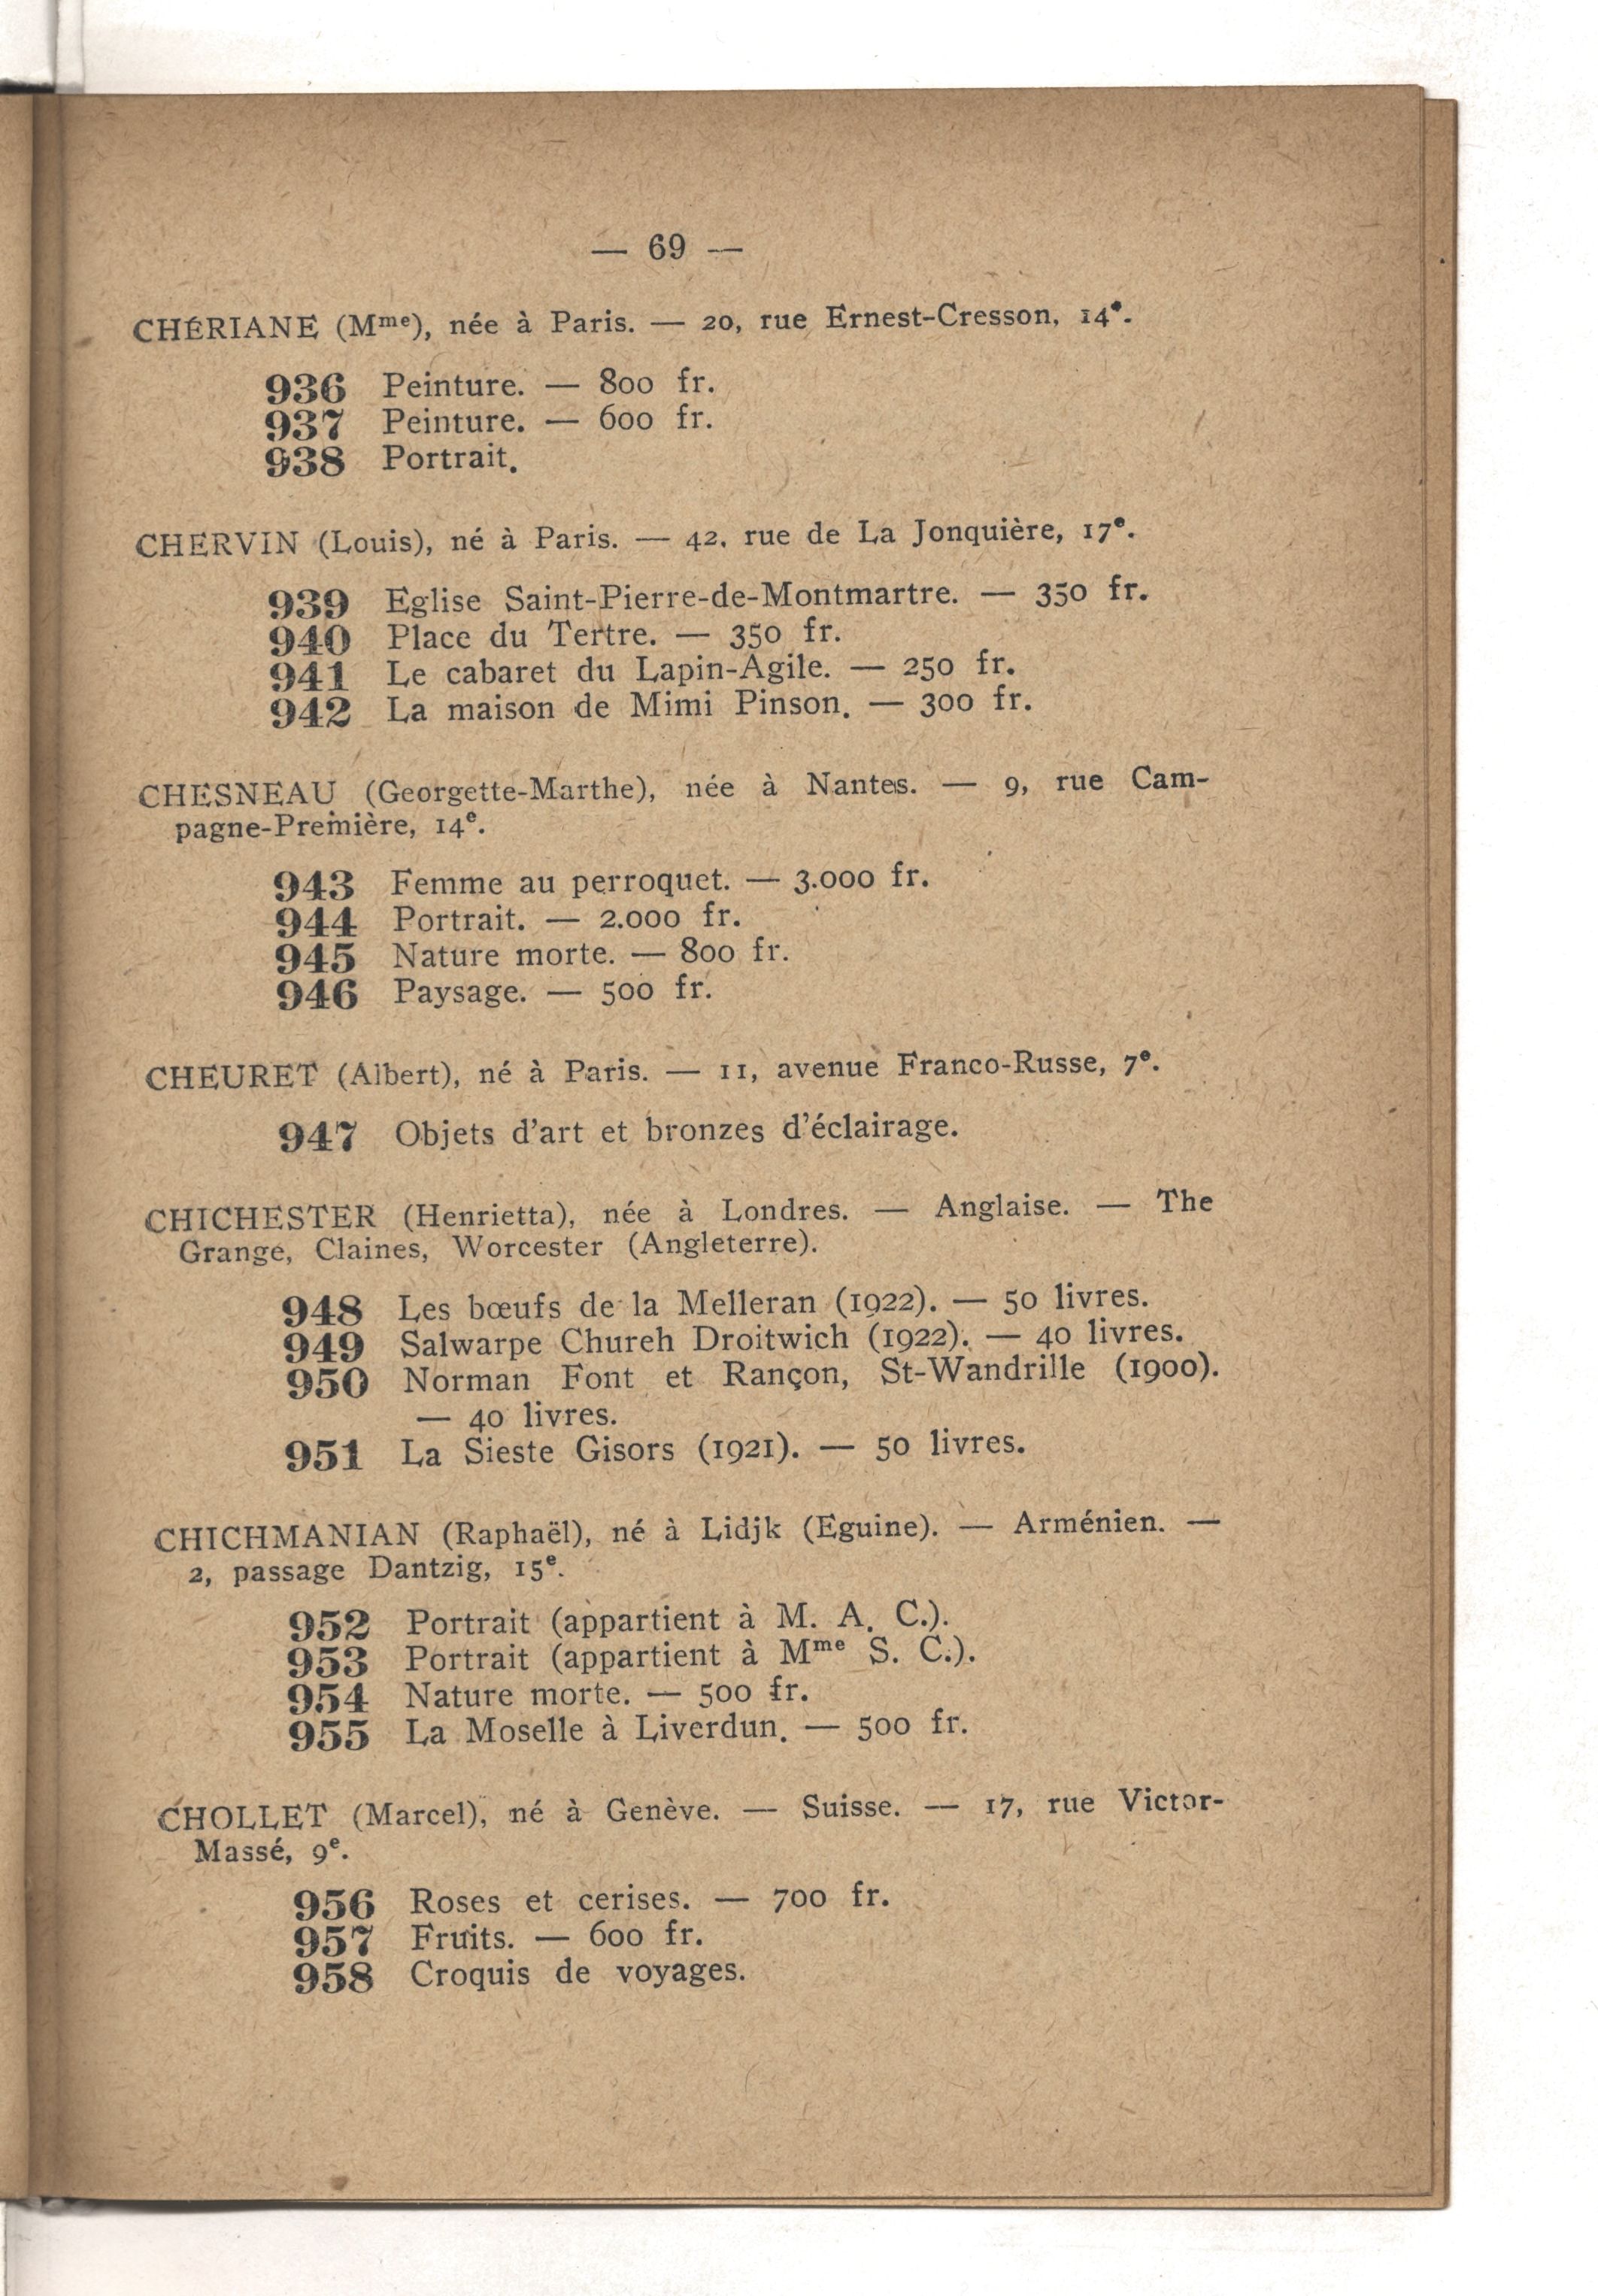 — 69 —
CHÉRIANE (Mme), née à Paris. — 20, rue Ernest-Cresson, 14e.
936 Peinture. — 800 fr.
937 Peinture. — 600 fr.
938 Portrait.
CHERVIN (Louis), né à Paris. — 42, rue de La Jonquière, 17e.
939 Eglise Saint-Pierre-de-Montmartre. — 350 fr.
940 Place du Tertre. — 350 fr.
941 Le cabaret du Lapin-Agile. — 250 fr.
942 La maison de Mimi Pinson. — 300 fr.
CHESNEAU (Georgette-Marthe), née à Nantes. — 9, rue Cam-
pagne-Première, 14e.
943 Femme au perroquet. — 3.000 fr.
944 Portrait. — 2.000 fr.
945 Nature morte. — 800 fr.
946 Paysage. — 500 fr.
CHEURET (Albert), né à Paris. — 11, avenue Franco-Russe, 7e.
947 Objets d'art et bronzes d'éclairage.
CHICHESTER (Henrietta), née à Londres. — Anglaise. — The
Grange, Claines, Worcester (Angleterre).
948 Les bœufs de la Melleran (1922). — 50 livres.
949 Salwarpe Chureh Droitwich (1922). — 40 livres.
950 Norman Font et Rançon, St-Wandrille (1900).
— 40 livres.
951 La Sieste Gisors (1921). — 50 livres.
CHICHMANIAN (Raphaël), né à Lidjk (Eguine). — Arménien. —
2, passage Dantzig, 15e.
952 Portrait (appartient à M. A. C.).
953 Portrait (appartient à Mme S. C.).
954 Nature morte. — 500 fr.
955 La Moselle à Liverdun. — 500 fr.
CHOLLET (Marcel), né à Genève. — Suisse. — 17, rue Victor-
Massé, 9e.
956 Roses et cerises. — 700 fr.
957 Fruits. — 600 fr.
958 Croquis de voyages.